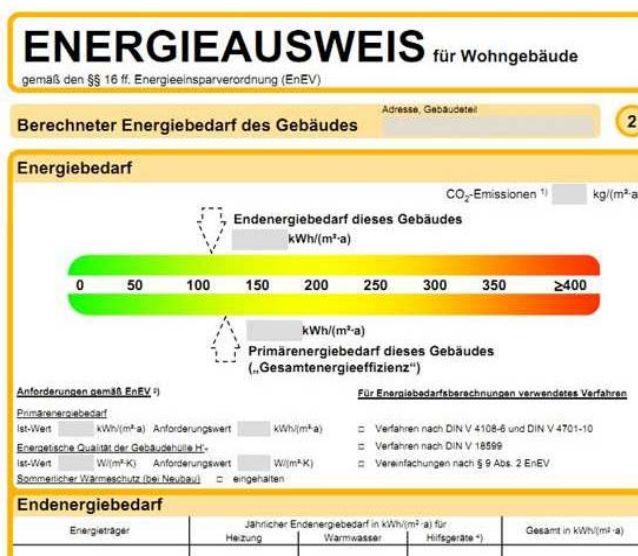 ENERGIEAUSWEIS für Wohngebäude
gemäß den §§ 16 ff. Energieeinsparverordnung (EnEV)
Adresse, Gebäudeteil
Berechneter Energiebedarf des Gebäudes
2
Energiebedarf
CO₂-Emissionen ¹⁾ kg/(m²·a
Endenergiebedarf dieses Gebäudes
kWh/(m²·a)
0 50 100 150 200 250 300 350 ≥400
kWh/(m²·a)
Primärenergiebedarf dieses Gebäudes
(„Gesamtenergieeffizienz“)
Anforderungen gemäß EnEV ²⁾
Primärenergiebedarf
Ist-Wert kWh/(m²·a) Anforderungswert kWh/(m²·a)
Energetische Qualität der Gebäudehülle H'ₜ
Ist-Wert W/(m²·K) Anforderungswert W/(m²·K)
Sommerlicher Wärmeschutz (bei Neubau) □ eingehalten
Für Energiebedarfsberechnungen verwendetes Verfahren
□ Verfahren nach DIN V 4108-6 und DIN V 4701-10
□ Verfahren nach DIN V 18599
□ Vereinfachungen nach § 9 Abs. 2 EnEV
Endenergiebedarf
Energieträger
Jährlicher Endenergiebedarf in kWh/(m²·a) für
Heizung Warmwasser Hilfsgeräte ⁴⁾
Gesamt in kWh/(m²·a)